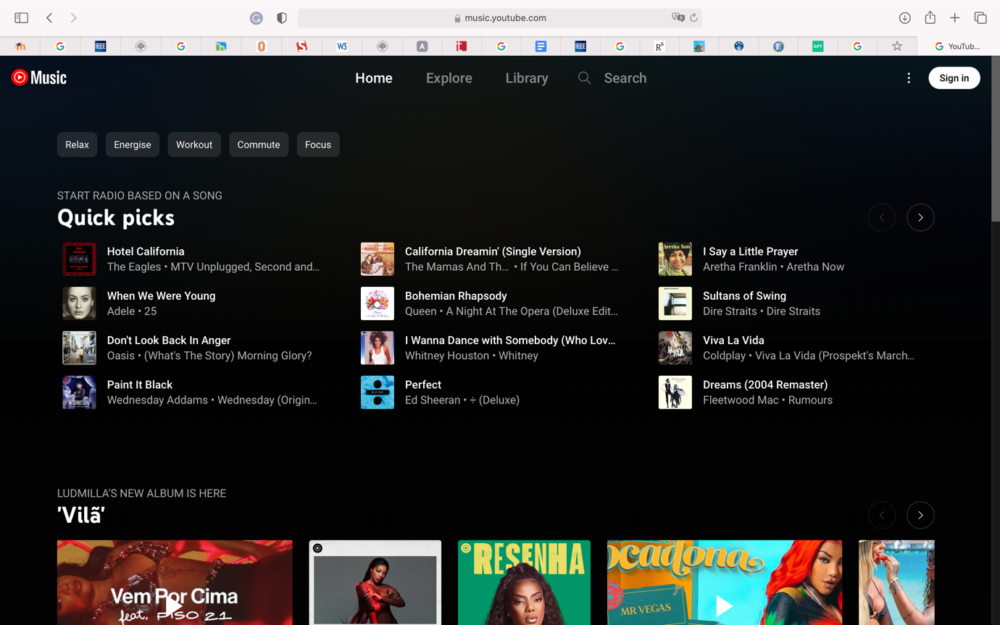 music.youtube.com
IEEE
W3
A
IEEE
R⁶
GPT
YouTub...
Music
Home
Explore
Library
Search
Sign in
Relax
Energise
Workout
Commute
Focus
START RADIO BASED ON A SONG
Quick picks
Hotel California
The Eagles • MTV Unplugged, Second and...
California Dreamin' (Single Version)
The Mamas And Th... • If You Can Believe ...
I Say a Little Prayer
Aretha Franklin • Aretha Now
When We Were Young
Adele • 25
Bohemian Rhapsody
Queen • A Night At The Opera (Deluxe Edit...
Sultans of Swing
Dire Straits • Dire Straits
Don't Look Back In Anger
Oasis • (What's The Story) Morning Glory?
I Wanna Dance with Somebody (Who Lov...
Whitney Houston • Whitney
Viva La Vida
Coldplay • Viva La Vida (Prospekt's March...
Paint It Black
Wednesday Addams • Wednesday (Origin...
Perfect
Ed Sheeran • ÷ (Deluxe)
Dreams (2004 Remaster)
Fleetwood Mac • Rumours
LUDMILLA'S NEW ALBUM IS HERE
'Vilã'
Vem Por Cima
feat. PISO 21
RESENHA
ocadona
MR VEGAS